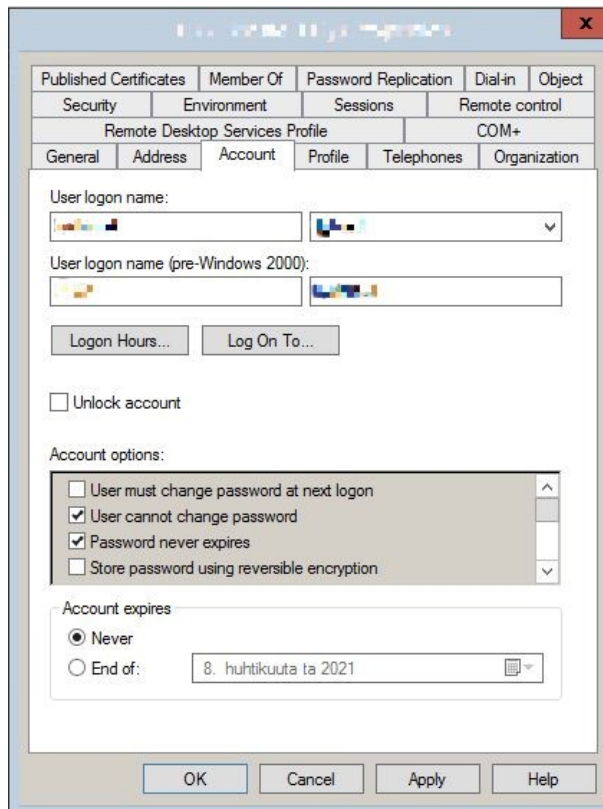 X
Published Certificates Member Of Password Replication Dial-in Object
Security Environment Sessions Remote control
Remote Desktop Services Profile COM+
General Address Account Profile Telephones Organization
User logon name:
User logon name (pre-Windows 2000):
Logon Hours... Log On To...
Unlock account
Account options:
User must change password at next logon
User cannot change password
Password never expires
Store password using reversible encryption
Account expires
Never
End of: 8. huhtikuuta ta 2021
OK Cancel Apply Help